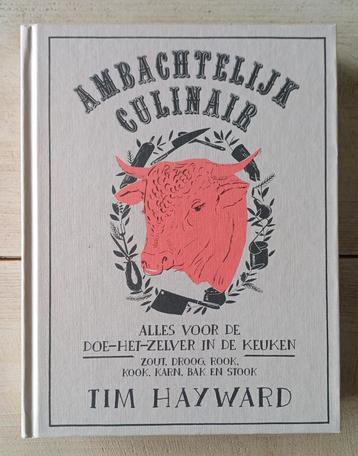 AMBACHTELIJK
CULINAIR
ALLES VOOR DE
DOE-HET-ZELVER IN DE KEUKEN
ZOUT, DROOG, ROOK,
KOOK, KARN, BAK EN STOOK
TIM HAYWARD